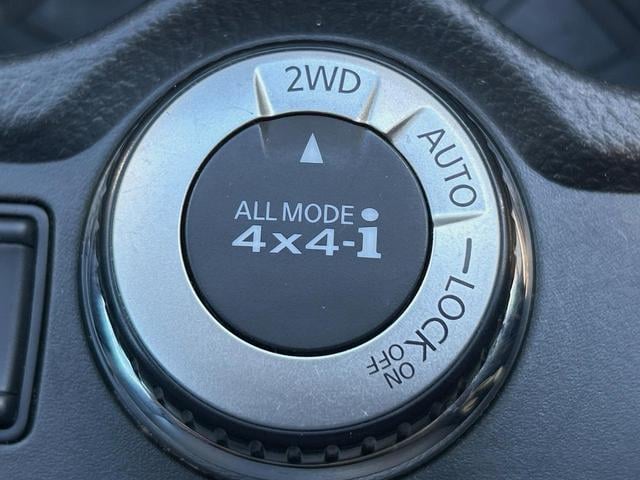 2WD
AUTO
LOCK
ON
OFF
ALL MODE
4x4-i